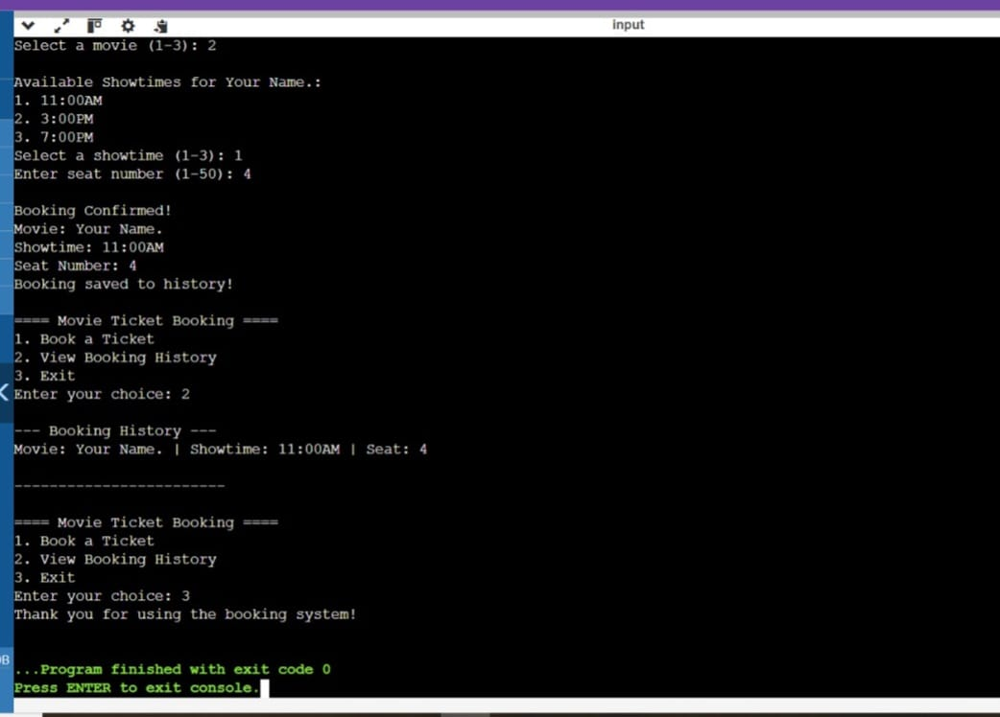 input
Select a movie (1-3): 2
Available Showtimes for Your Name.:
1. 11:00AM
2. 3:00PM
3. 7:00PM
Select a showtime (1-3): 1
Enter seat number (1-50): 4
Booking Confirmed!
Movie: Your Name.
Showtime: 11:00AM
Seat Number: 4
Booking saved to history!
==== Movie Ticket Booking ====
1. Book a Ticket
2. View Booking History
3. Exit
Enter your choice: 2
--- Booking History ---
Movie: Your Name. | Showtime: 11:00AM | Seat: 4
------------------------
==== Movie Ticket Booking ====
1. Book a Ticket
2. View Booking History
3. Exit
Enter your choice: 3
Thank you for using the booking system!
...Program finished with exit code 0
Press ENTER to exit console.